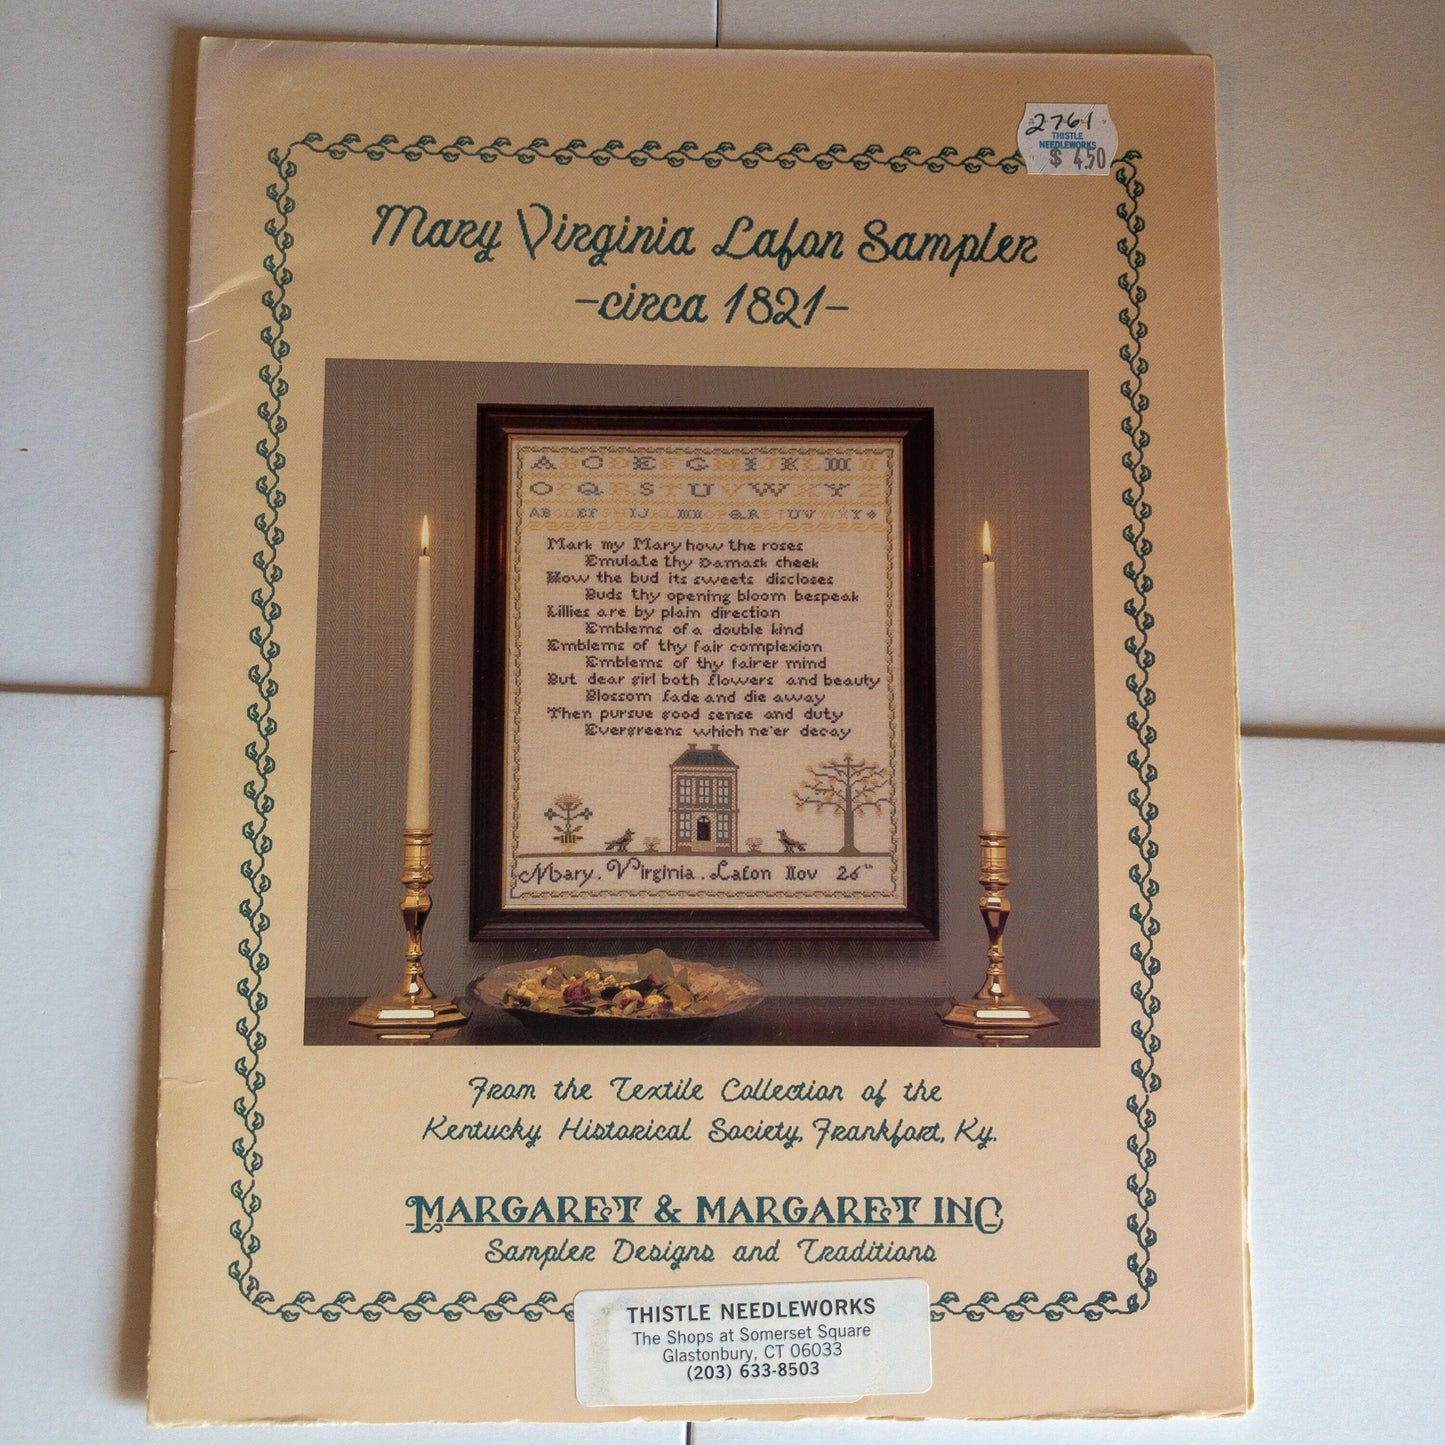 2761
THISTLE
NEEDLEWORKS
$ 4.50
Mary Virginia Lafon Sampler
-circa 1821-
A B C D E F G H I J K L M N
O P Q R S T U V W X Y Z
A B C D E F G H I J K L M N O P Q R S T U V W X Y
Mark my Mary how the roses
Emulate thy Damask cheek
How the bud its sweets discloses
Buds thy opening bloom bespeak
Lillies are by plain direction
Emblems of a double kind
Emblems of thy fair complexion
Emblems of thy fairer mind
But dear girl both flowers and beauty
Blossom fade and die away
Then pursue good sense and duty
Evergreens which ne'er decay
Mary. Virginia. Lafon Nov 26th
From the Textile Collection of the
Kentucky Historical Society, Frankfort, Ky.
MARGARET & MARGARET INC
Sampler Designs and Traditions
THISTLE NEEDLEWORKS
The Shops at Somerset Square
Glastonbury, CT 06033
(203) 633-8503